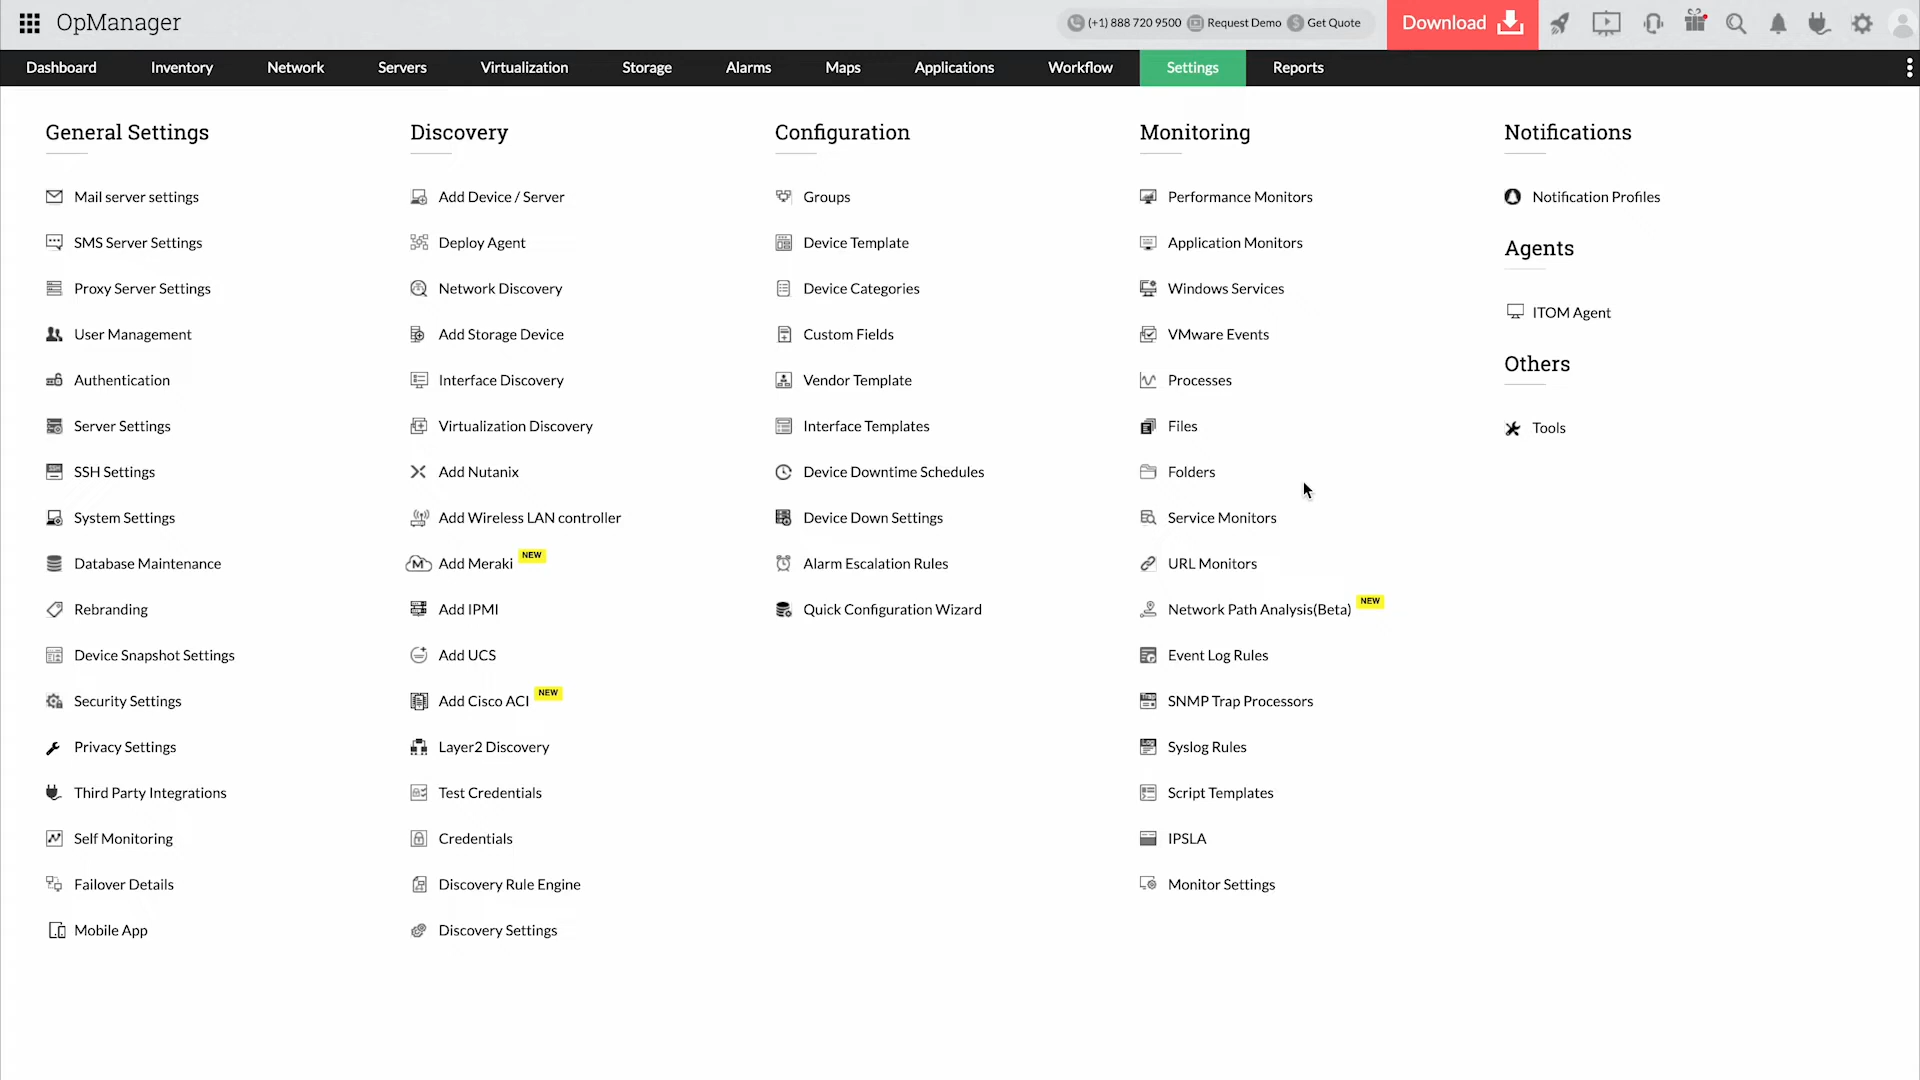 OpManager
(+1) 888 720 9500 Request Demo Get Quote
Download
Dashboard Inventory Network Servers Virtualization Storage Alarms Maps Applications Workflow Settings Reports
General Settings
Mail server settings
SMS Server Settings
Proxy Server Settings
User Management
Authentication
Server Settings
SSH Settings
System Settings
Database Maintenance
Rebranding
Device Snapshot Settings
Security Settings
Privacy Settings
Third Party Integrations
Self Monitoring
Failover Details
Mobile App
Discovery
Add Device / Server
Deploy Agent
Network Discovery
Add Storage Device
Interface Discovery
Virtualization Discovery
Add Nutanix
Add Wireless LAN controller
Add Meraki NEW
Add IPMI
Add UCS
Add Cisco ACI NEW
Layer2 Discovery
Test Credentials
Credentials
Discovery Rule Engine
Discovery Settings
Configuration
Groups
Device Template
Device Categories
Custom Fields
Vendor Template
Interface Templates
Device Downtime Schedules
Device Down Settings
Alarm Escalation Rules
Quick Configuration Wizard
Monitoring
Performance Monitors
Application Monitors
Windows Services
VMware Events
Processes
Files
Folders
Service Monitors
URL Monitors
Network Path Analysis(Beta) NEW
Event Log Rules
SNMP Trap Processors
Syslog Rules
Script Templates
IPSLA
Monitor Settings
Notifications
Notification Profiles
Agents
ITOM Agent
Others
Tools